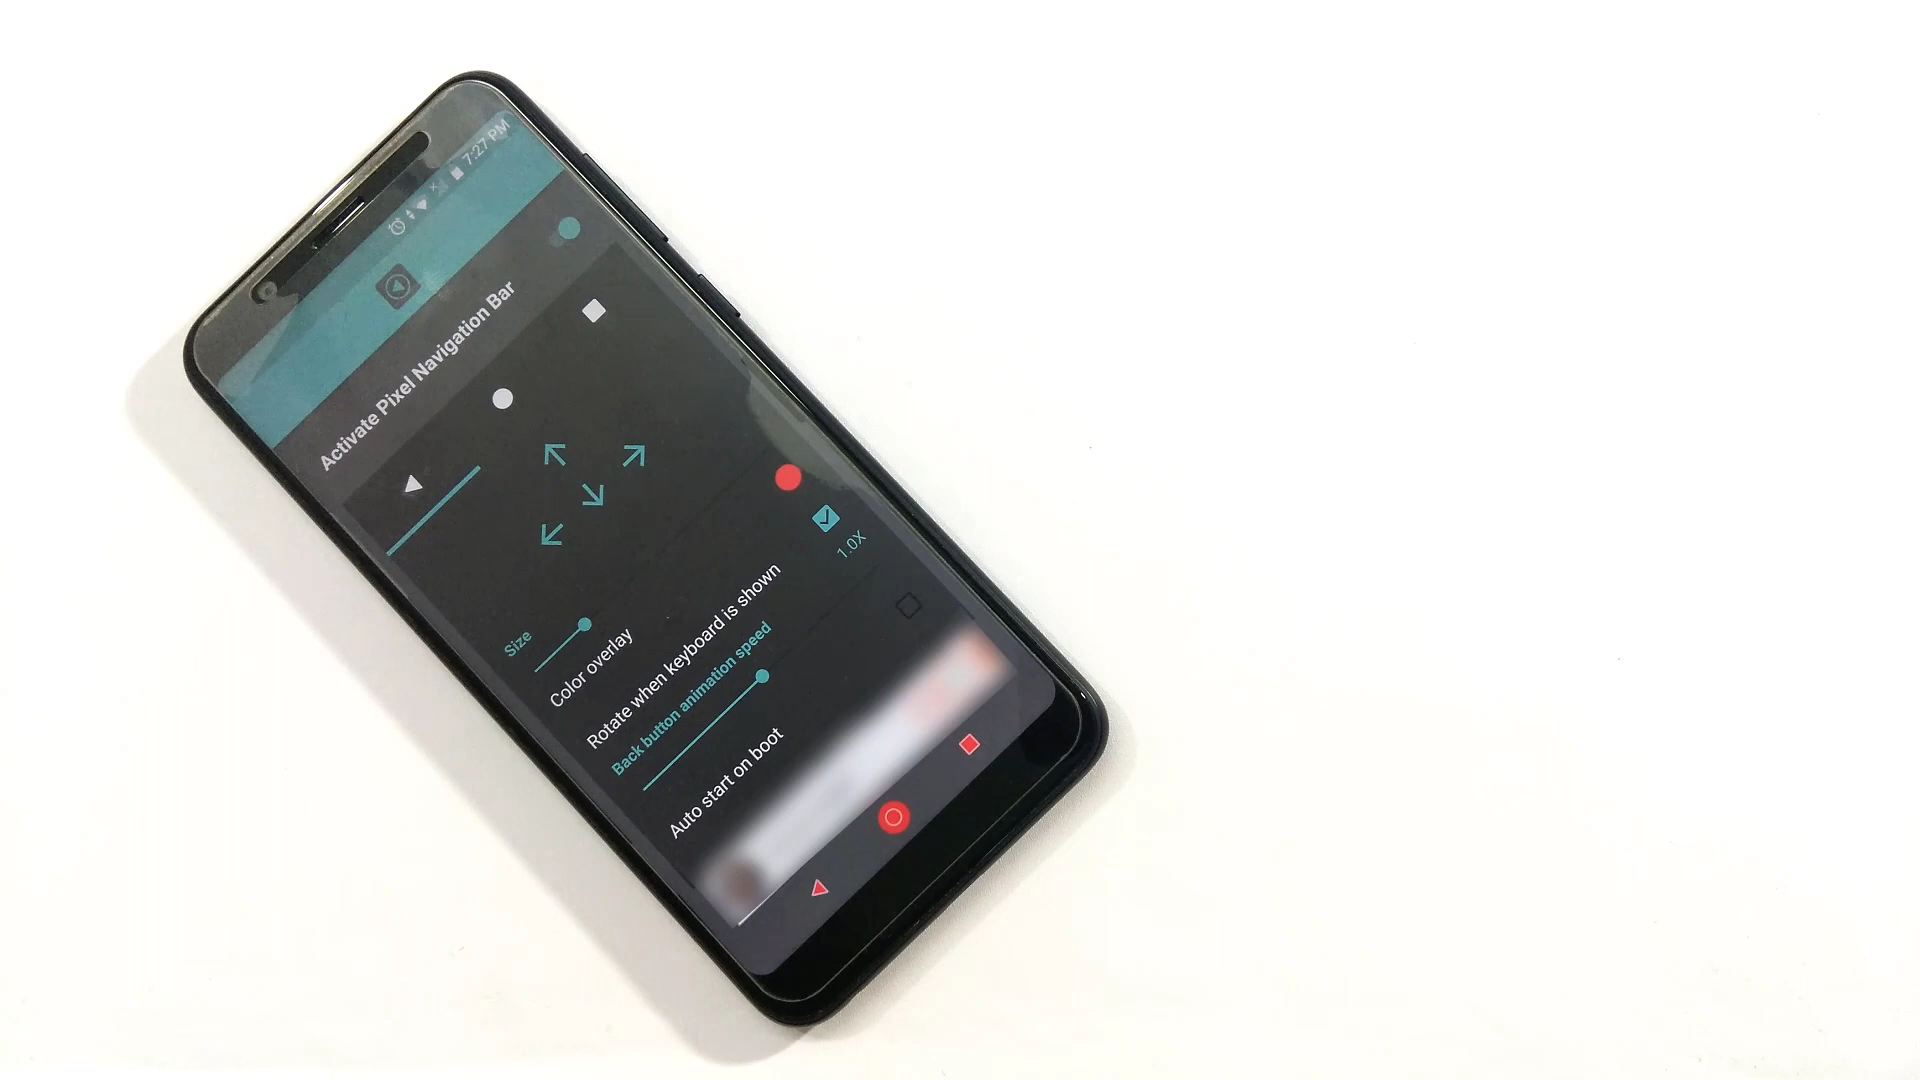 7:27 PM
Activate Pixel Navigation Bar
Size
Color overlay
Rotate when keyboard is shown
1.0X
Back button animation speed
Auto start on boot